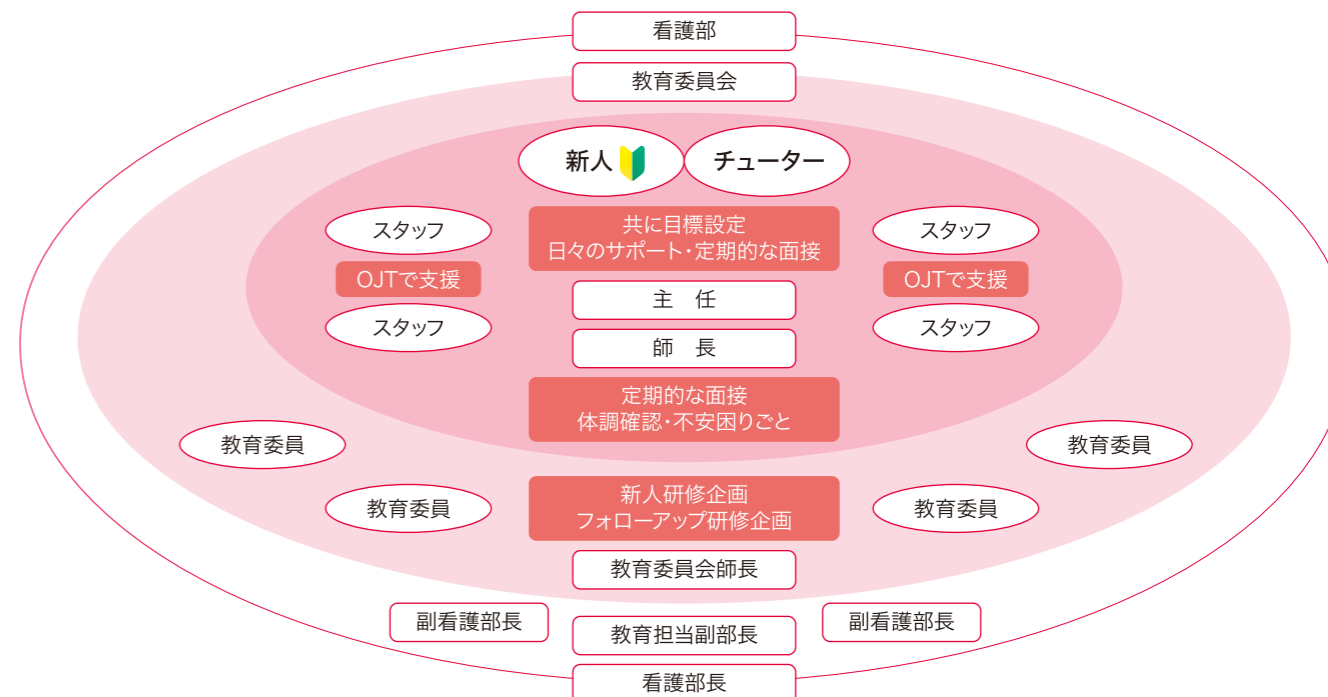 看護部
教育委員会
新人
チューター
スタッフ
共に目標設定
日々のサポート・定期的な面接
スタッフ
OJTで支援
OJTで支援
主　任
スタッフ
スタッフ
師　長
定期的な面接
体調確認・不安困りごと
教育委員
教育委員
教育委員
新人研修企画
フォローアップ研修企画
教育委員
教育委員会師長
副看護部長
教育担当副部長
副看護部長
看護部長